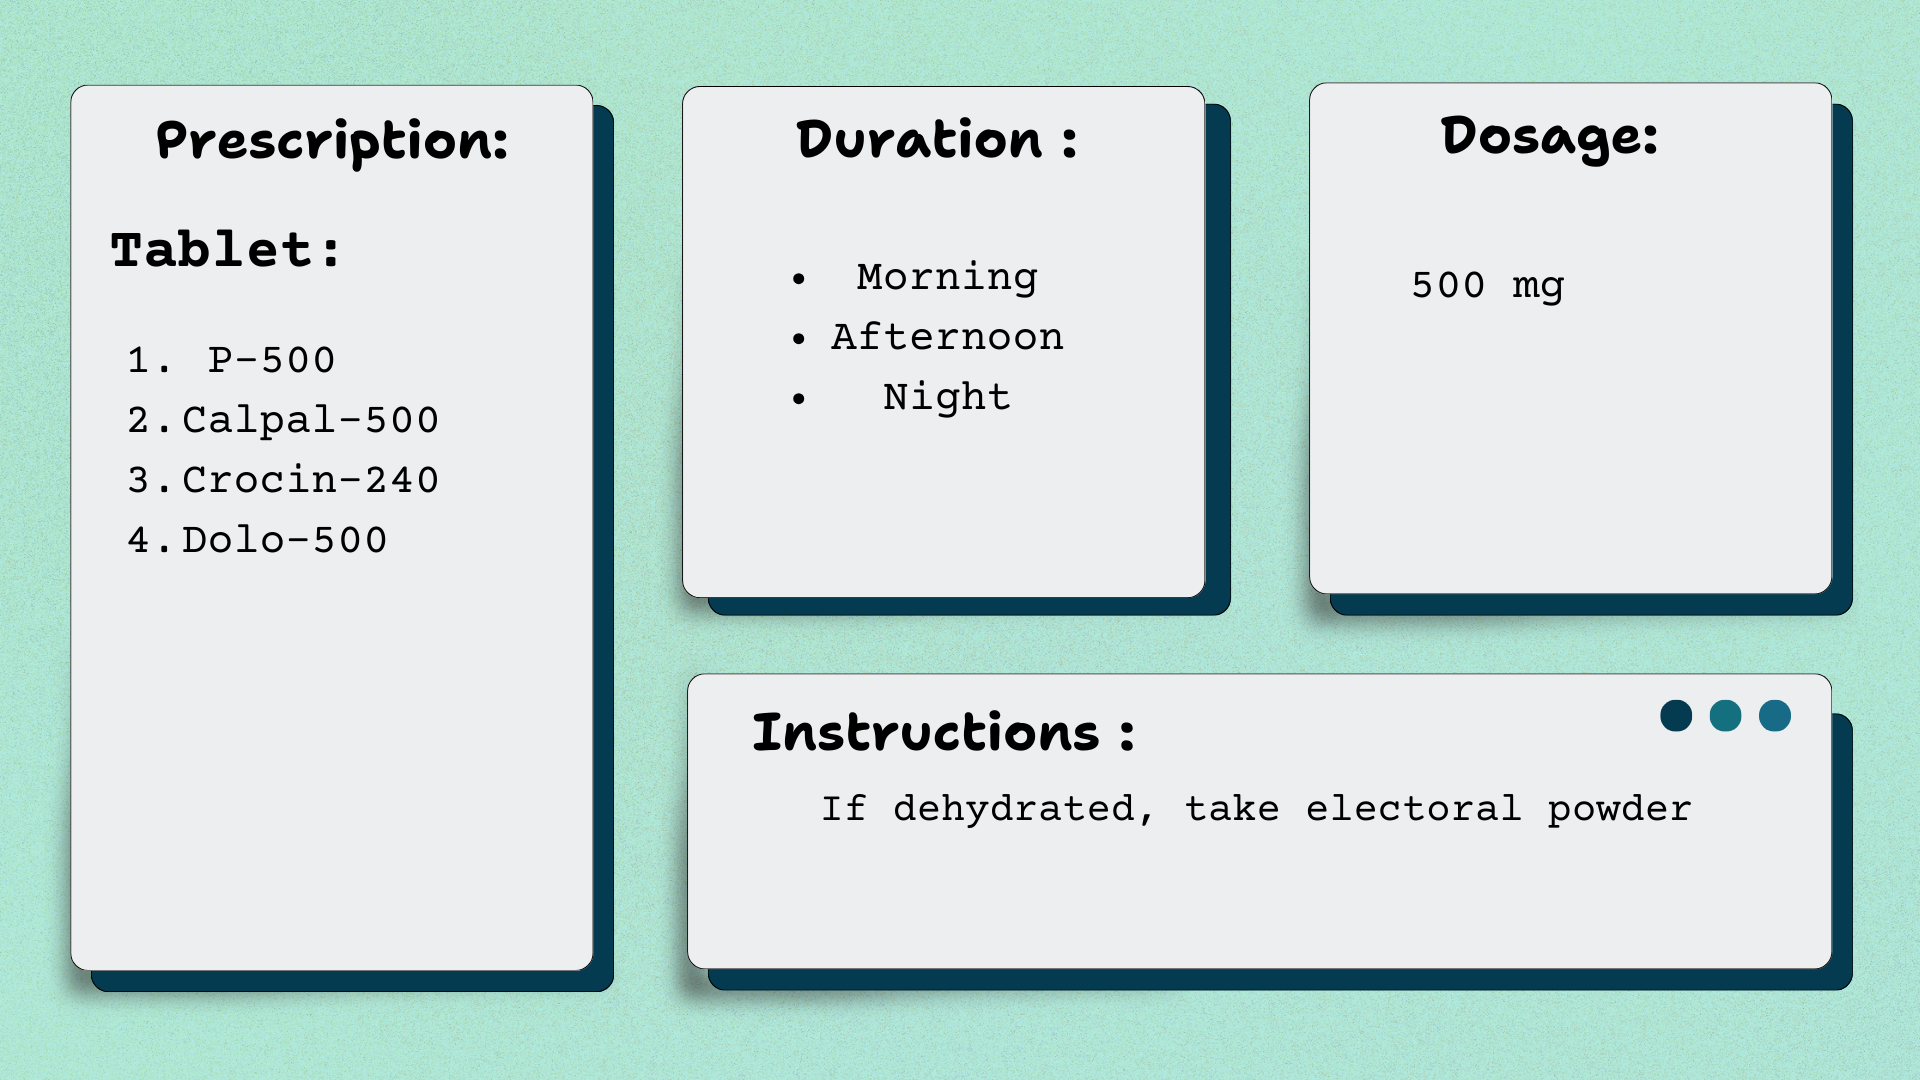 Prescription:
Tablet:
1. P-500
2.Calpal-500
3.Crocin-240
4.Dolo-500
Duration :
• Morning
• Afternoon
• Night
Dosage:
500 mg
Instructions :
If dehydrated, take electoral powder